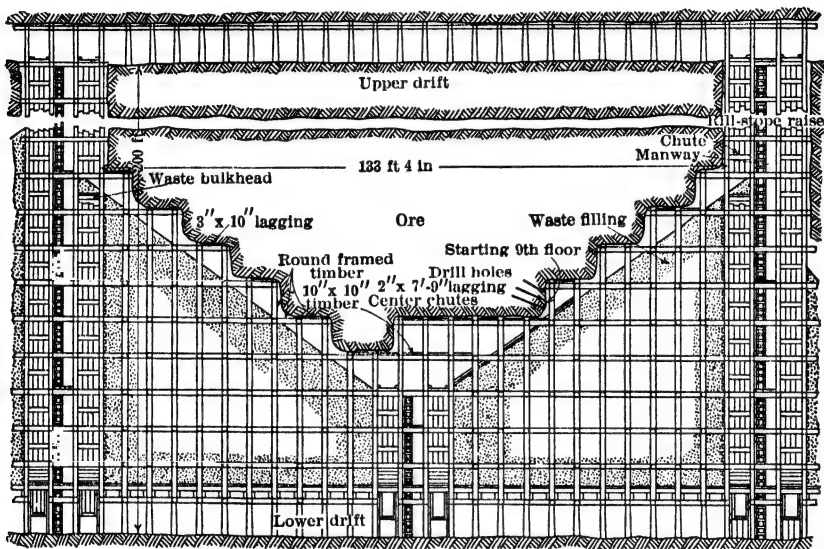 Upper drift
Rill-stope raise
Chute
Manway
133 ft 4 in
Waste bulkhead
3"x 10" lagging
Ore
Waste filling
Round framed
timber
10"x 10"
timber
2"x 7'-9" lagging
Center chutes
Drill holes
Starting 9th floor
Lower drift